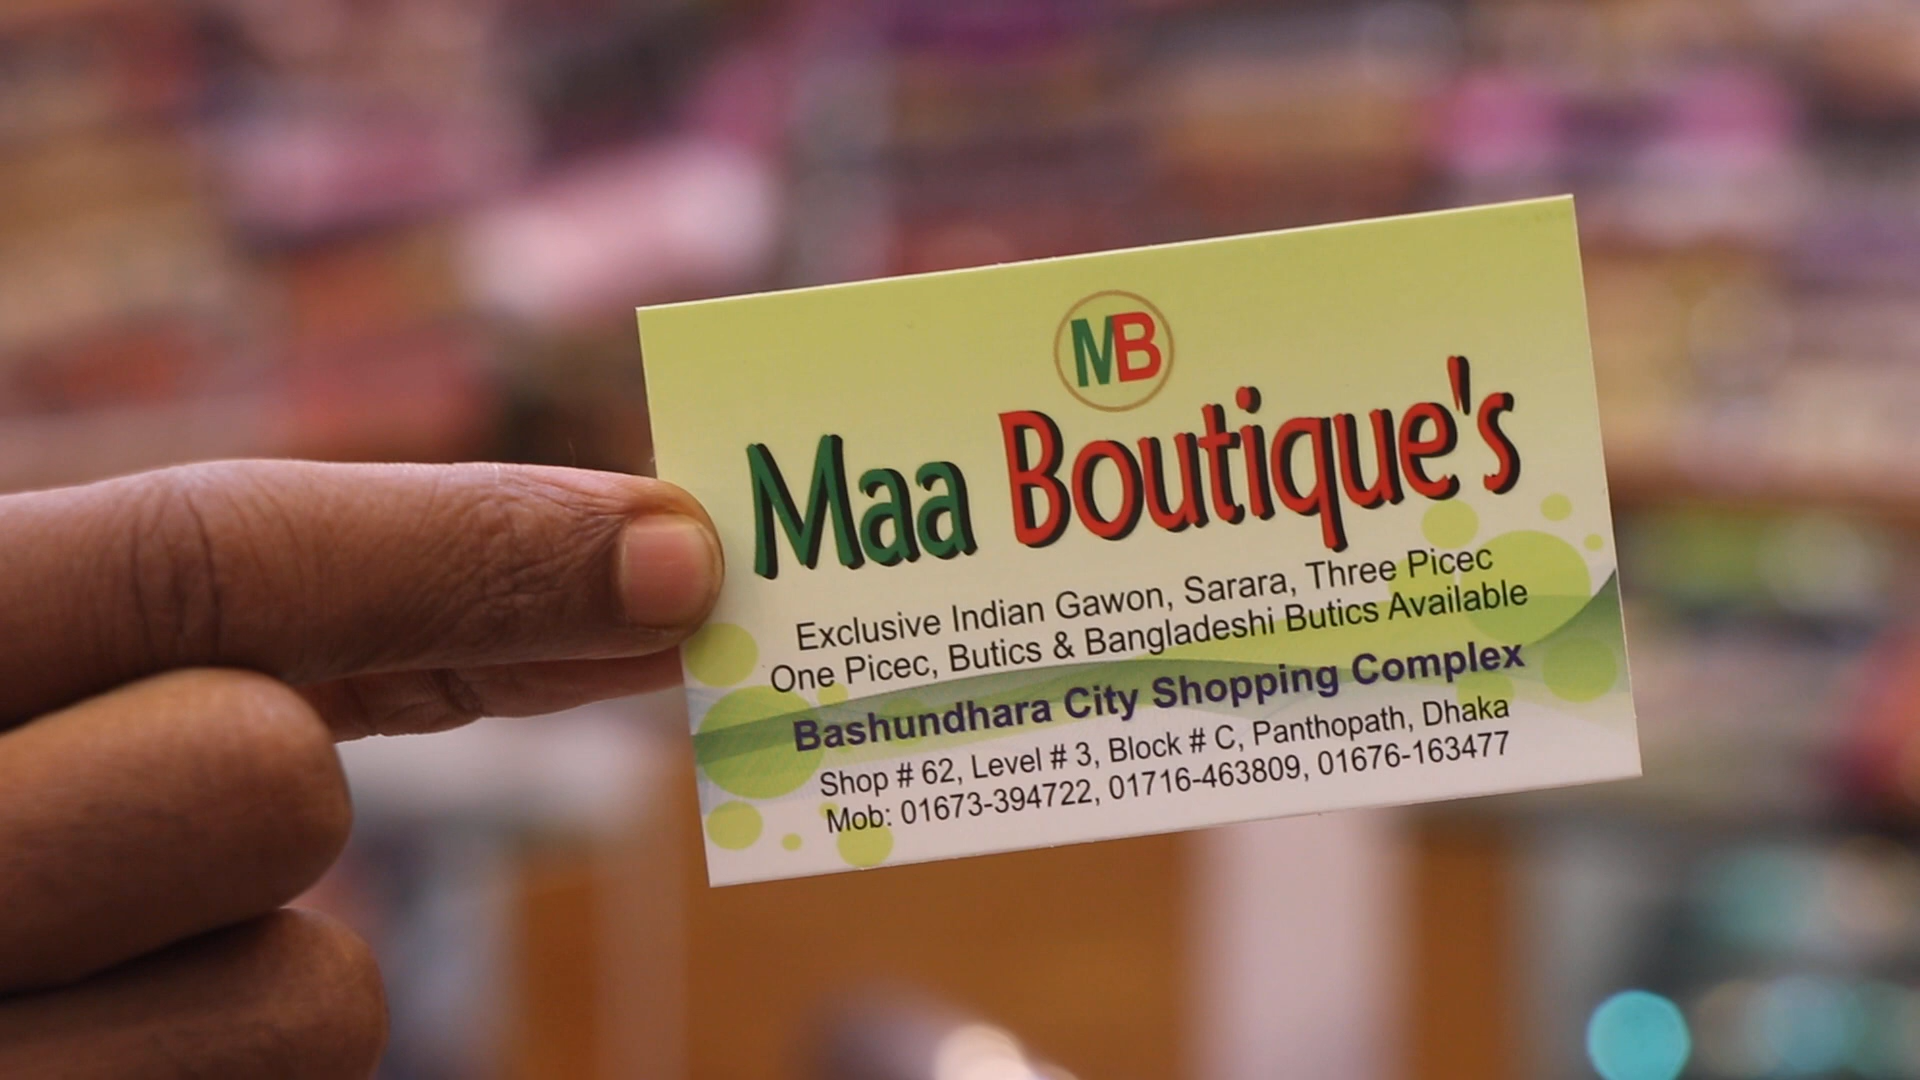 MB
Maa Boutique's
Exclusive Indian Gawon, Sarara, Three Picec
One Picec, Butics & Bangladeshi Butics Available
Bashundhara City Shopping Complex
Shop # 62, Level # 3, Block # C, Panthopath, Dhaka
Mob: 01673-394722, 01716-463809, 01676-163477